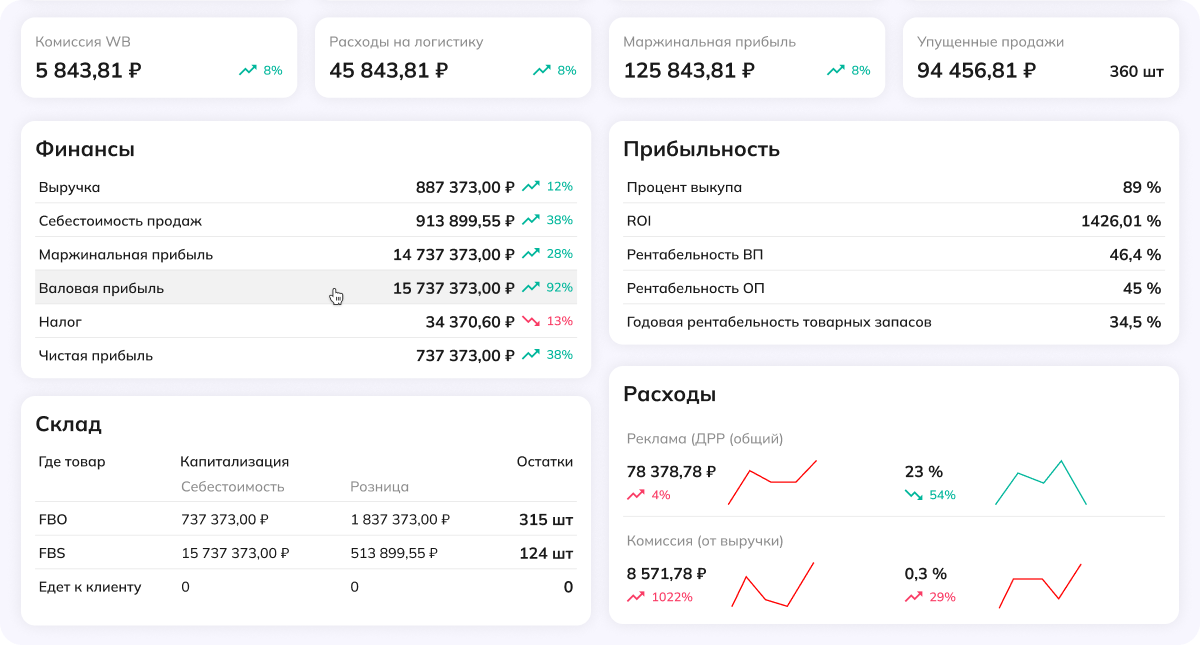 Комиссия WB
5 843,81 ₽ 8%
Расходы на логистику
45 843,81 ₽ 8%
Маржинальная прибыль
125 843,81 ₽ 8%
Упущенные продажи
94 456,81 ₽ 360 шт
Финансы
Выручка 887 373,00 ₽ 12%
Себестоимость продаж 913 899,55 ₽ 38%
Маржинальная прибыль 14 737 373,00 ₽ 28%
Валовая прибыль 15 737 373,00 ₽ 92%
Налог 34 370,60 ₽ 13%
Чистая прибыль 737 373,00 ₽ 38%
Прибыльность
Процент выкупа 89 %
ROI 1426,01 %
Рентабельность ВП 46,4 %
Рентабельность ОП 45 %
Годовая рентабельность товарных запасов 34,5 %
Склад
Где товар Капитализация Остатки
Себестоимость Розница
FBO 737 373,00 ₽ 1 837 373,00 ₽ 315 шт
FBS 15 737 373,00 ₽ 513 899,55 ₽ 124 шт
Едет к клиенту 0 0 0
Расходы
Реклама (ДРР (общий)
78 378,78 ₽ 23 %
4% 54%
Комиссия (от выручки)
8 571,78 ₽ 0,3 %
1022% 29%